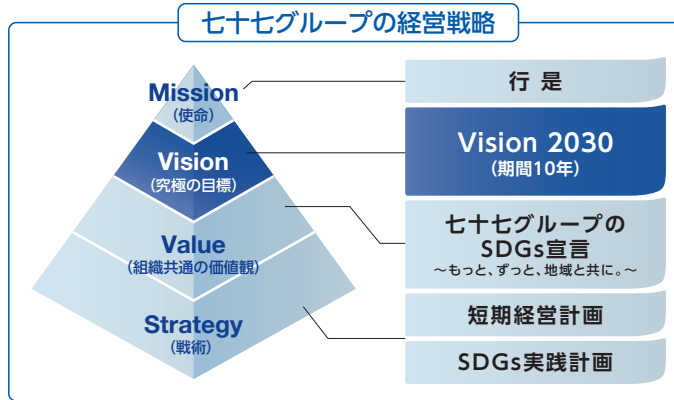 七十七グループの経営戦略
Mission
(使命)
Vision
(究極の目標)
Value
(組織共通の価値観)
Strategy
(戦術)
行是
Vision 2030
(期間10年)
七十七グループの
SDGs宣言
～もっと、ずっと、地域と共に。～
短期経営計画
SDGs実践計画